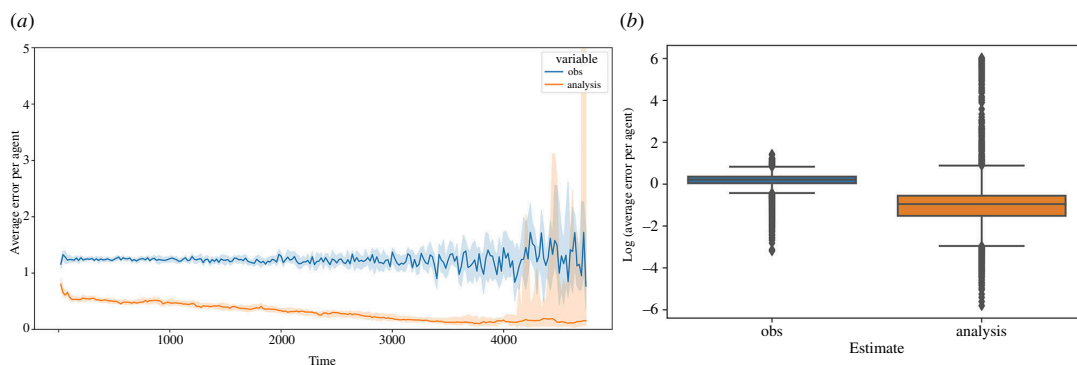 (a)
5
4
3
2
1
0
Average error per agent
1000
2000
3000
4000
Time
variable
obs
analysis
(b)
6
4
2
0
−2
−4
−6
Log (average error per agent)
obs
analysis
Estimate